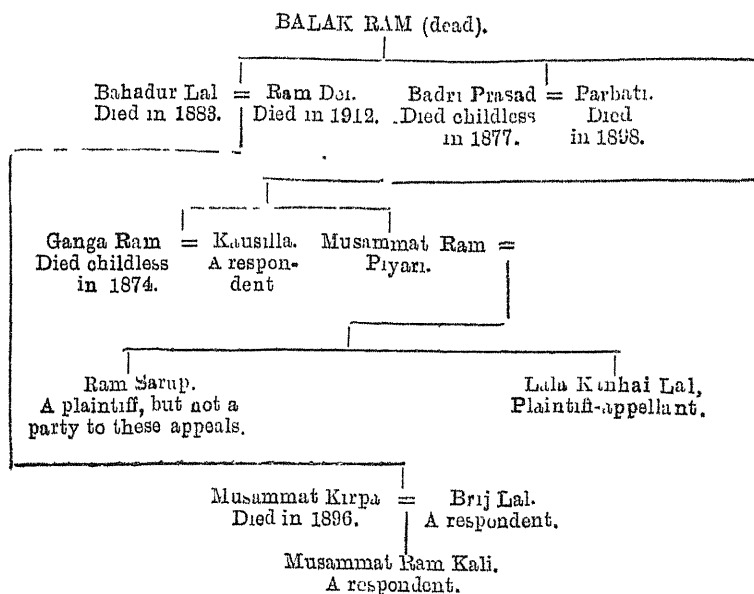 BALAK RAM (dead).
Bahadur Lal = Ram Dei. Badri Prasad = Parbati.
Died in 1883. Died in 1912. Died childless Died
in 1877. in 1898.
Ganga Ram = Kausilla. Musammat Ram =
Died childless A respon- Piyari.
in 1874. dent
Ram Sarup. Lala Kanhai Lal,
A plaintiff, but not a Plaintiff-appellant.
party to these appeals.
Musammat Kirpa = Brij Lal.
Died in 1896. A respondent.
Musammat Ram Kali.
A respondent.